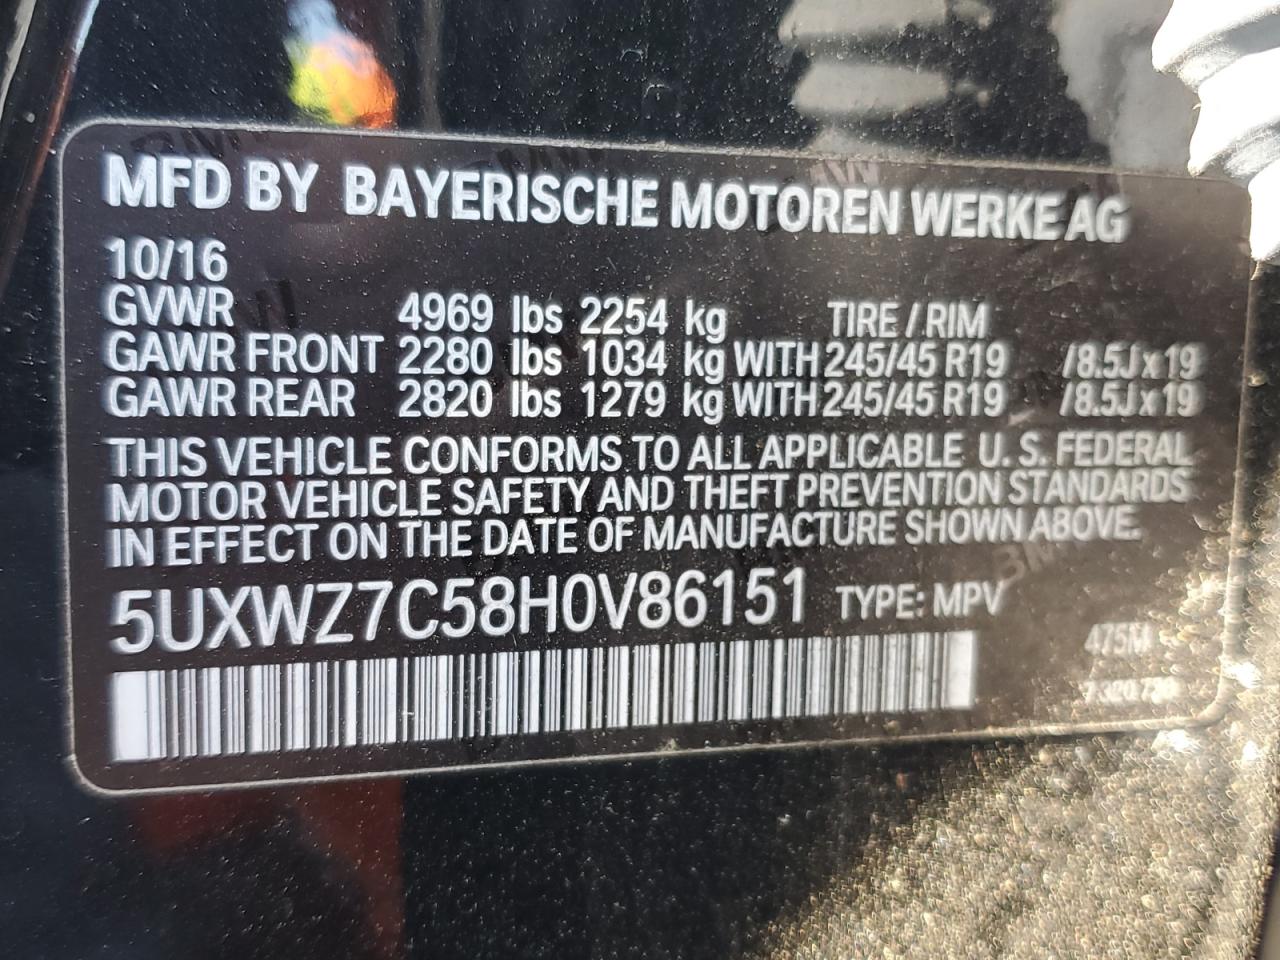 MFD BY BAYERISCHE MOTOREN WERKE AG
10/16
GVWR 4969 lbs 2254 kg TIRE / RIM
GAWR FRONT 2280 lbs 1034 kg WITH 245/45 R19 /8.5J x 19
GAWR REAR 2820 lbs 1279 kg WITH 245/45 R19 /8.5J x 19
THIS VEHICLE CONFORMS TO ALL APPLICABLE U. S. FEDERAL
MOTOR VEHICLE SAFETY AND THEFT PREVENTION STANDARDS
IN EFFECT ON THE DATE OF MANUFACTURE SHOWN ABOVE.
5UXWZ7C58H0V86151 TYPE: MPV
475M